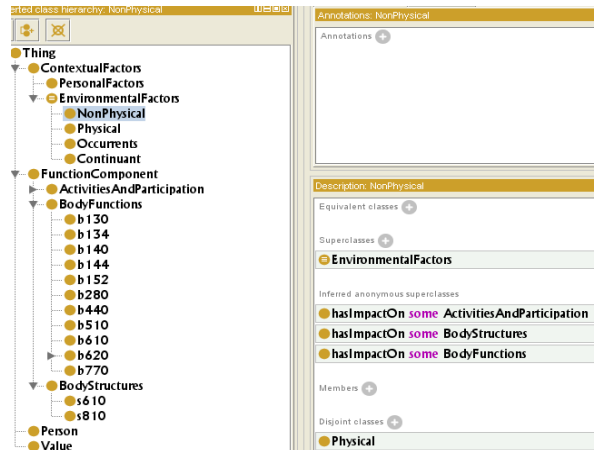 erted class hierarchy: NonPhysical
Thing
ContextualFactors
PersonalFactors
EnvironmentalFactors
NonPhysical
Physical
Occurrents
Continuant
FunctionComponent
ActivitiesAndParticipation
BodyFunctions
b130
b134
b140
b144
b152
b280
b440
b510
b610
b620
b770
BodyStructures
s610
s810
Person
Value
Annotations: NonPhysical
Annotations
Description: NonPhysical
Equivalent classes
Superclasses
EnvironmentalFactors
Inferred anonymous superclasses
hasImpactOn some ActivitiesAndParticipation
hasImpactOn some BodyStructures
hasImpactOn some BodyFunctions
Members
Disjoint classes
Physical